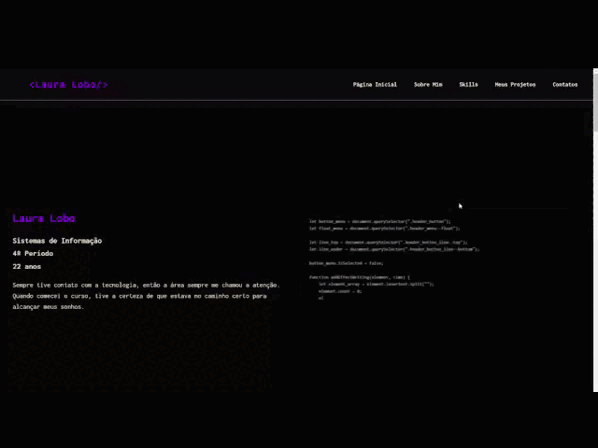 <Laura Lobo/>
Página Inicial Sobre Mim Skills Meus Projetos Contatos
Laura Lobo
Sistemas de Informação
4º Período
22 anos
Sempre tive contato com a tecnologia, então a área sempre me chamou a atenção.
Quando comecei o curso, tive a certeza de que estava no caminho certo para
alcançar meus sonhos.
let button_menu = document.querySelector(".header_button");
let float_menu = document.querySelector(".header_menu--float");
let line_top = document.querySelector(".header_button_line--top");
let line_under = document.querySelector(".header_button_line--bottom");
button_menu.isSelected = false;
function addEffectWriting(element, time) {
let element_array = element.innerText.split("");
element.count = 0;
el